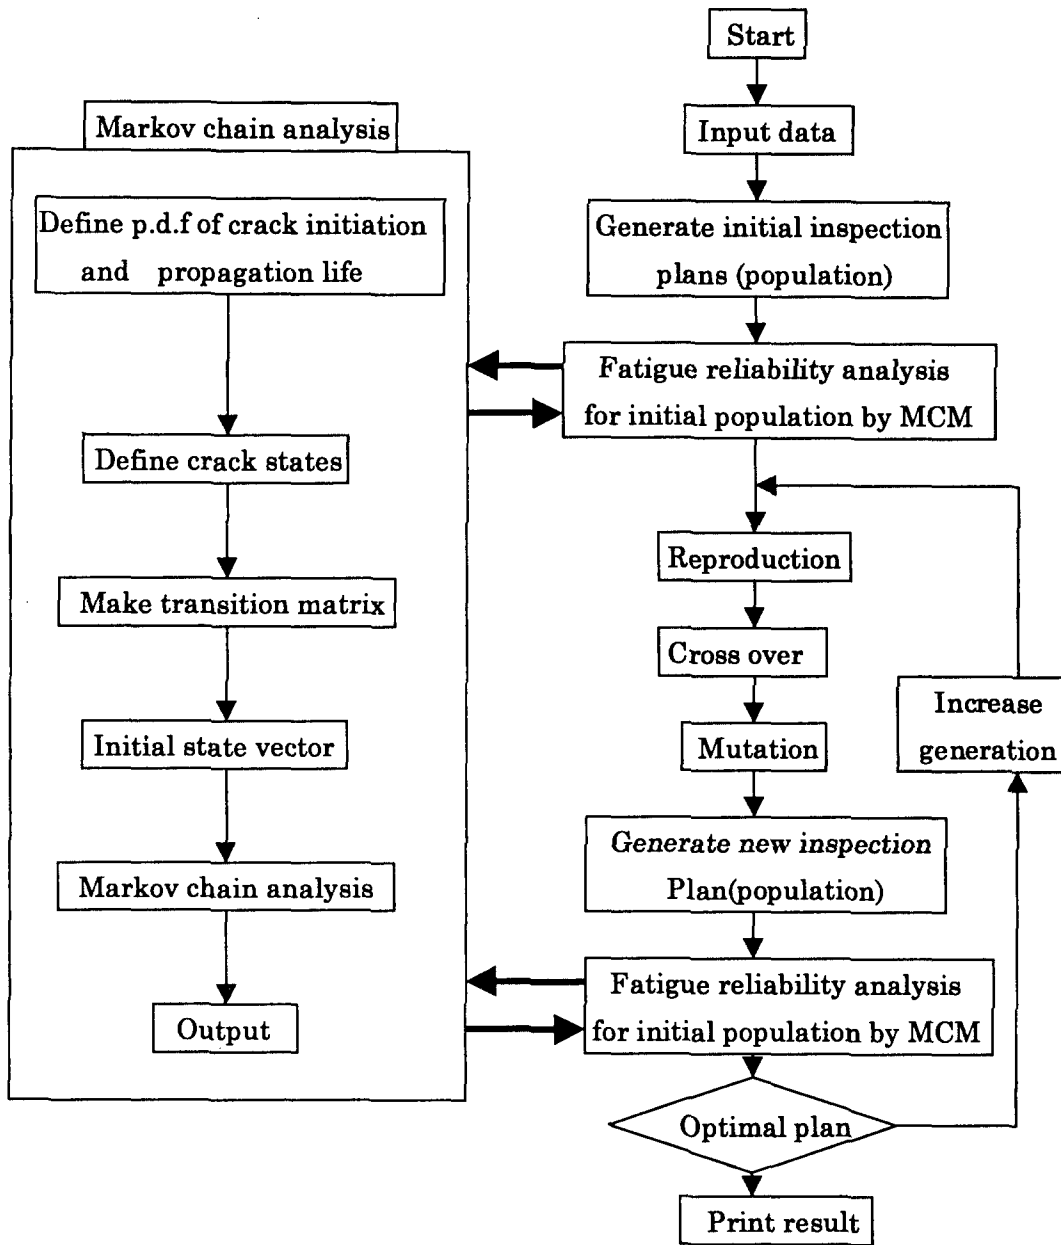 Start
Input data
Generate initial inspection
plans (population)
Fatigue reliability analysis
for initial population by MCM
Reproduction
Cross over
Mutation
Generate new inspection
Plan(population)
Fatigue reliability analysis
for initial population by MCM
Optimal plan
Print result
Increase
generation
Markov chain analysis
Define p.d.f of crack initiation
and propagation life
Define crack states
Make transition matrix
Initial state vector
Markov chain analysis
Output